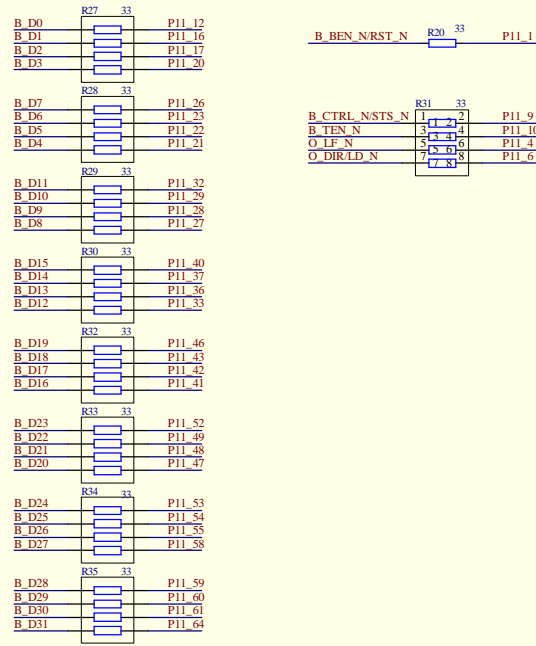 R27 33
B_D0 P11_12
B_D1 P11_16
B_D2 P11_17
B_D3 P11_20
R28 33
B_D7 P11_26
B_D6 P11_23
B_D5 P11_22
B_D4 P11_21
R29 33
B_D11 P11_32
B_D10 P11_29
B_D9 P11_28
B_D8 P11_27
R30 33
B_D15 P11_40
B_D14 P11_37
B_D13 P11_36
B_D12 P11_33
R32 33
B_D19 P11_46
B_D18 P11_43
B_D17 P11_42
B_D16 P11_41
R33 33
B_D23 P11_52
B_D22 P11_49
B_D21 P11_48
B_D20 P11_47
R34 33
B_D24 P11_53
B_D25 P11_54
B_D26 P11_55
B_D27 P11_58
R35 33
B_D28 P11_59
B_D29 P11_60
B_D30 P11_61
B_D31 P11_64
B_BEN_N/RST_N R20 33 P11_1
R31 33
B_CTRL_N/STS_N 1 1 2 2 P11_9
B_TEN_N 3 3 4 4 P11_10
O_LF_N 5 5 6 6 P11_4
O_DIR/LD_N 7 7 8 8 P11_6